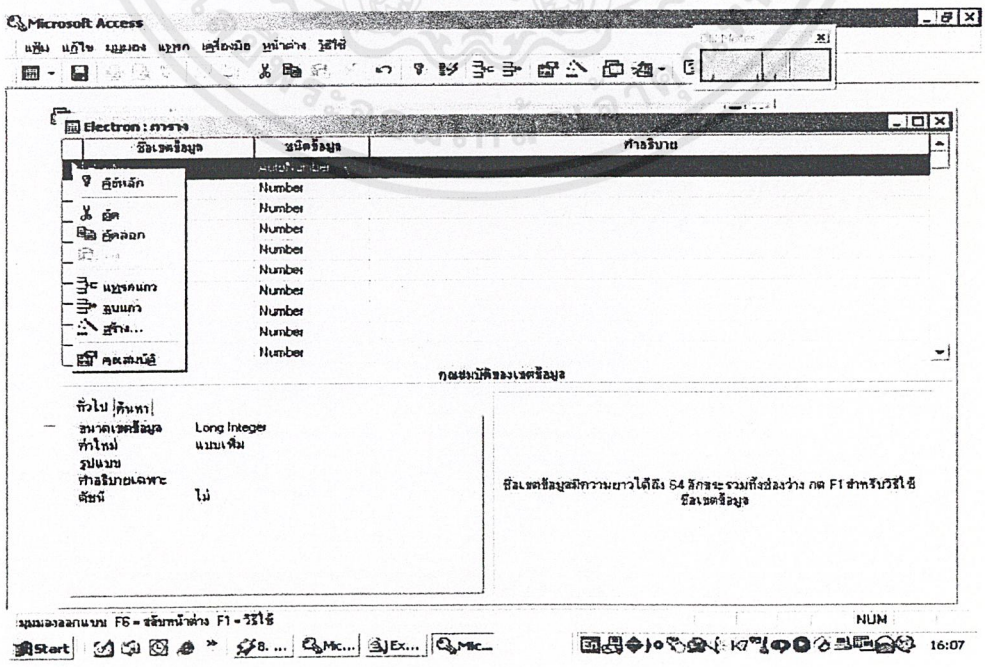 Microsoft Access
แฟ้ม แก้ไข มุมมอง แทรก เครื่องมือ หน้าต่าง วิธีใช้
Electron : ตาราง
ชื่อเขตข้อมูล ชนิดข้อมูล คำอธิบาย
AutoNumber
คีย์หลัก
Number
Number
ตัด
Number
คัดลอก
Number
Number
แทรกแถว
Number
ลบแถว
Number
สร้าง...
Number
คุณสมบัติ
Number
คุณสมบัติของเขตข้อมูล
ทั่วไป ค้นหา
ขนาดเขตข้อมูล Long Integer
ค่าใหม่ แบบเพิ่ม
รูปแบบ
คำอธิบายเฉพาะ
ดัชนี ไม่
ชื่อเขตข้อมูลมีความยาวได้ถึง 64 อักขระรวมทั้งช่องว่าง กด F1 สำหรับวิธีใช้
ชื่อเขตข้อมูล
มุมมองออกแบบ F6 = สลับหน้าต่าง F1 = วิธีใช้
NUM
Start 8. ... Mc... Ex... Mic...
K7 16:07